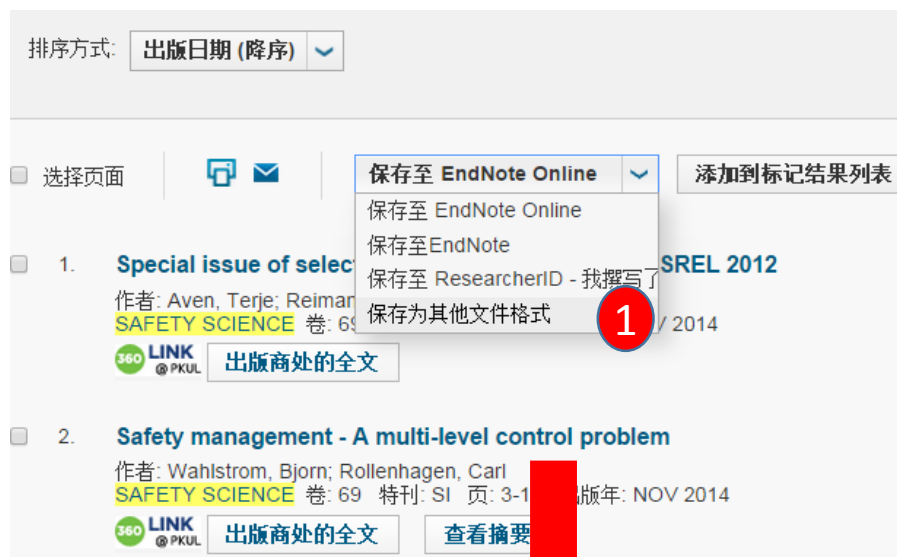 排序方式: 出版日期 (降序)
选择页面 保存至 EndNote Online 添加到标记结果列表
保存至 EndNote Online
保存至EndNote
保存至 ResearcherID - 我撰写了
保存为其他文件格式
1
1. Special issue of selec SREL 2012
作者: Aven, Terje; Reiman
SAFETY SCIENCE 卷: 69 2014
360 LINK @PKUL 出版商处的全文
2. Safety management - A multi-level control problem
作者: Wahlstrom, Bjorn; Rollenhagen, Carl
SAFETY SCIENCE 卷: 69 特刊: SI 页: 3-1 版年: NOV 2014
360 LINK @PKUL 出版商处的全文 查看摘要